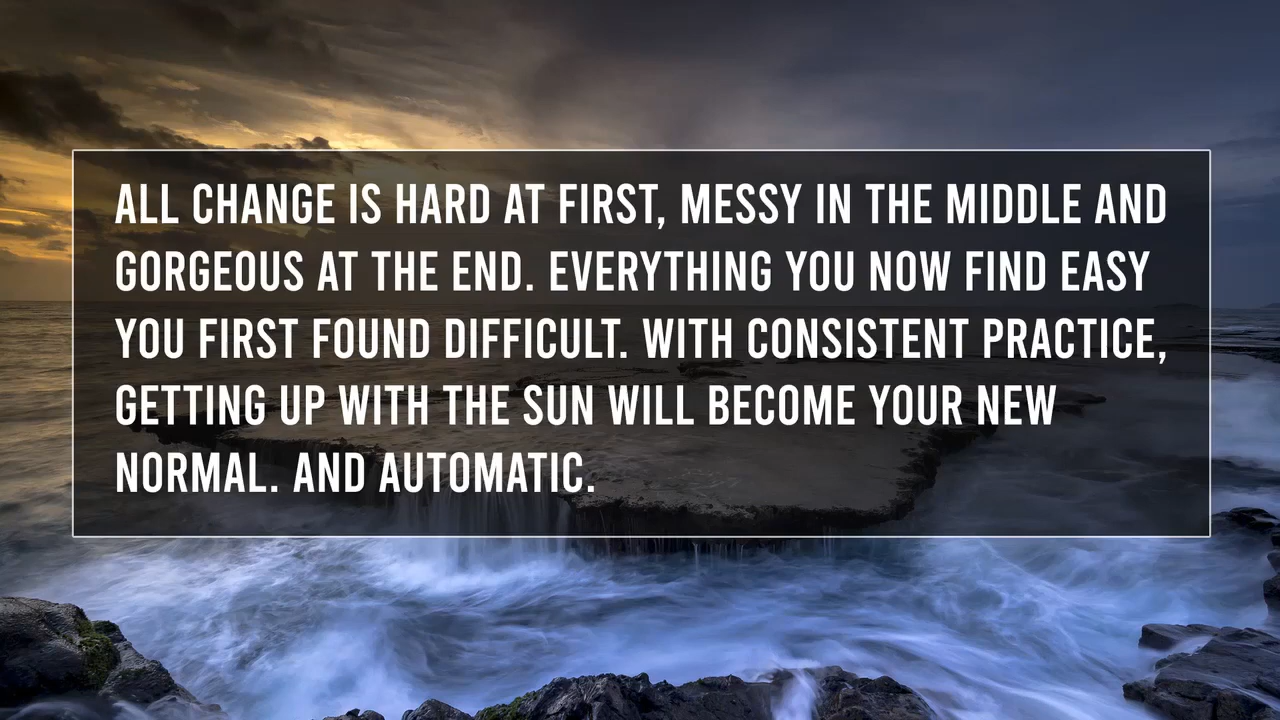 ALL CHANGE IS HARD AT FIRST, MESSY IN THE MIDDLE AND
GORGEOUS AT THE END. EVERYTHING YOU NOW FIND EASY
YOU FIRST FOUND DIFFICULT. WITH CONSISTENT PRACTICE,
GETTING UP WITH THE SUN WILL BECOME YOUR NEW
NORMAL. AND AUTOMATIC.